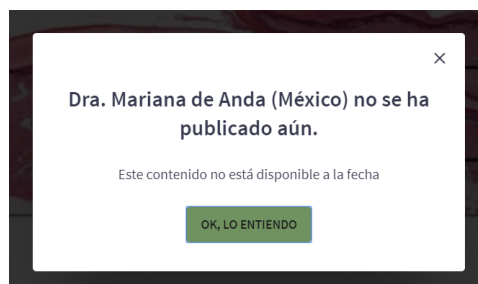 Dra. Mariana de Anda (México) no se ha
publicado aún.
Este contenido no está disponible a la fecha
OK, LO ENTIENDO